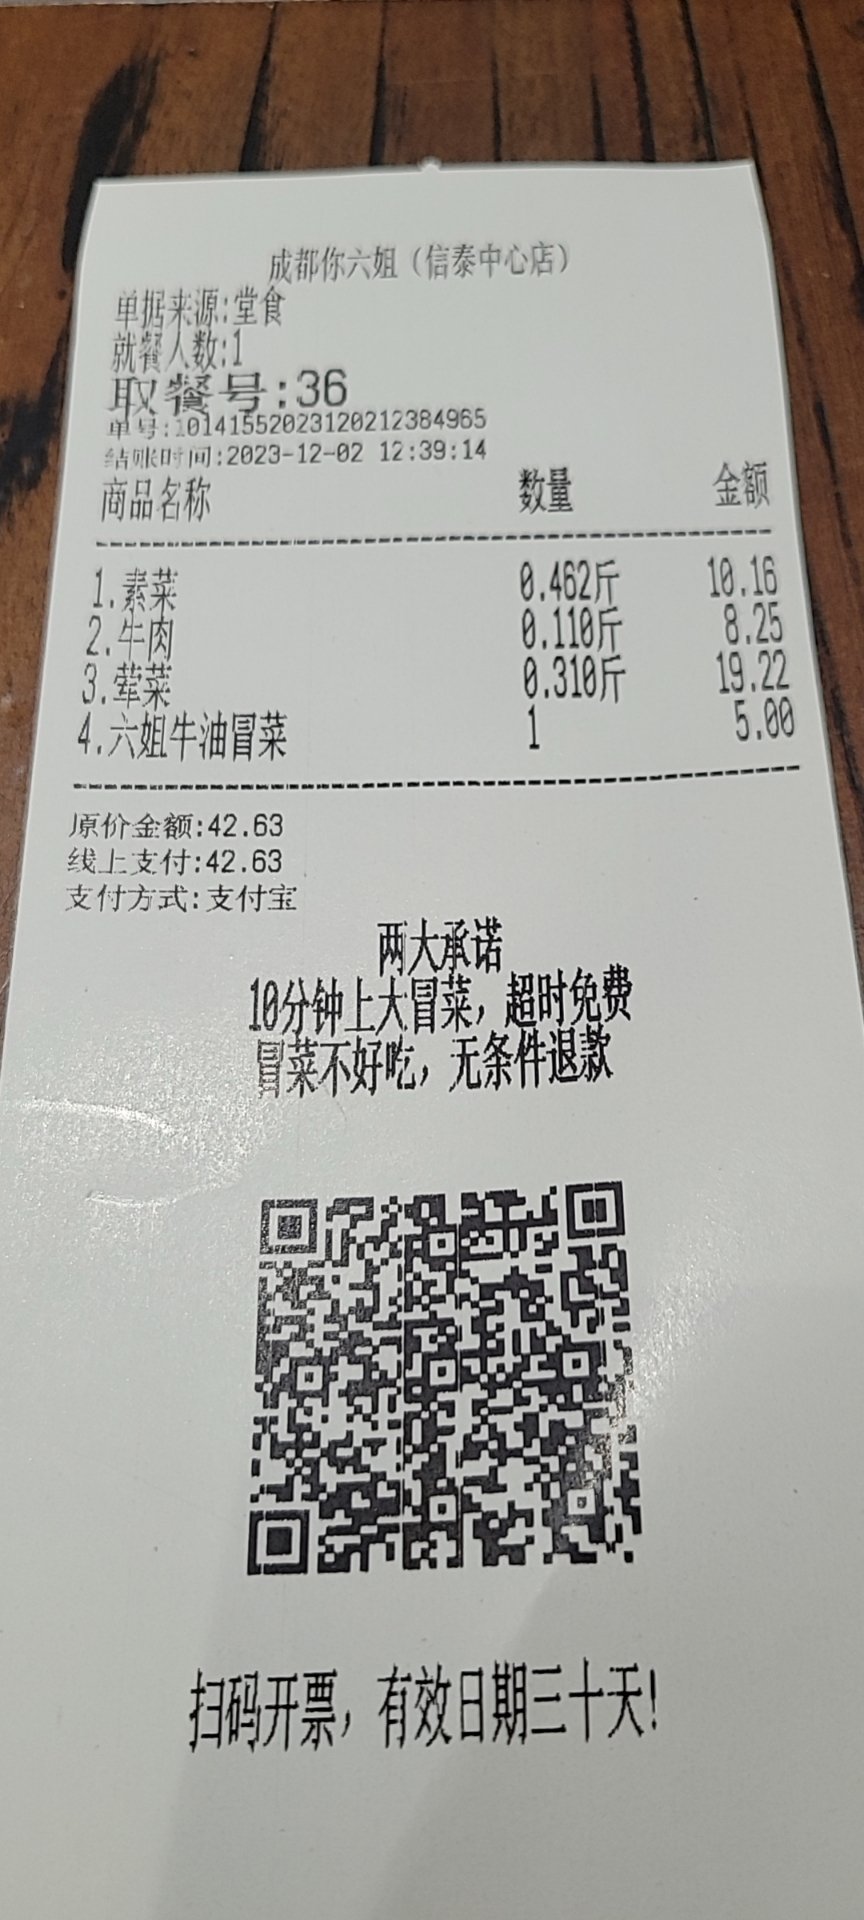 成都你六姐（信泰中心店）
单据来源:堂食
就餐人数:1
取餐号:36
单号:10141552023120212384965
结账时间:2023-12-02 12:39:14
商品名称 数量 金额
1.素菜 0.462斤 10.16
2.牛肉 0.110斤 8.25
3.荤菜 0.310斤 19.22
4.六姐牛油冒菜 1 5.00
原价金额:42.63
线上支付:42.63
支付方式:支付宝
两大承诺
10分钟上大冒菜，超时免费
冒菜不好吃，无条件退款
扫码开票，有效日期三十天!